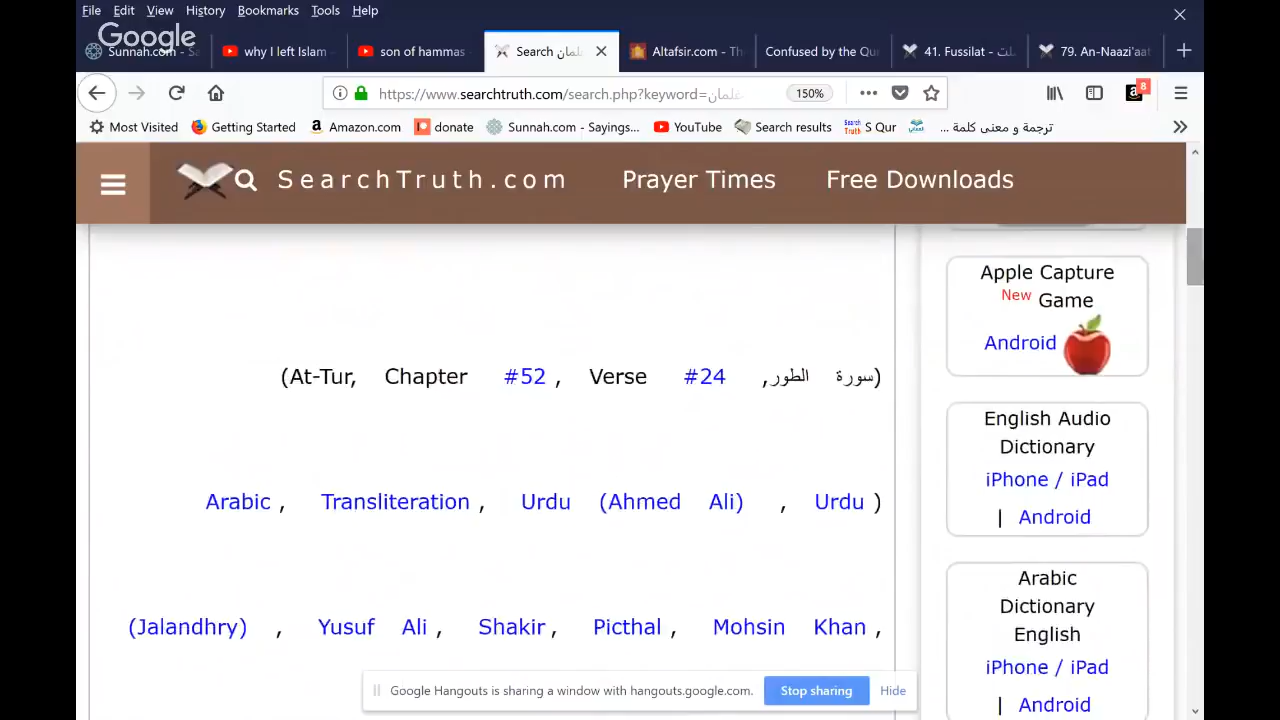 File Edit View History Bookmarks Tools Help
Google
Sunnah.com - Sa
why I left Islam -
son of hammas -
Search غلمان
Altafsir.com - Th
Confused by the Qu
41. Fussilat - فصلت
79. An-Naazi'aat
https://www.searchtruth.com/search.php?keyword=غلمان
150%
8
Most Visited Getting Started Amazon.com donate Sunnah.com - Sayings... YouTube Search results S Qur ترجمة و معنى كلمة ...
SearchTruth.com Prayer Times Free Downloads
(At-Tur, Chapter #52 , Verse #24 ,سورة الطور)
Arabic , Transliteration , Urdu (Ahmed Ali) , Urdu )
(Jalandhry) , Yusuf Ali , Shakir , Picthal , Mohsin Khan ,
Apple Capture
New Game
Android
English Audio
Dictionary
iPhone / iPad
| Android
Arabic
Dictionary
English
iPhone / iPad
| Android
Google Hangouts is sharing a window with hangouts.google.com. Stop sharing Hide